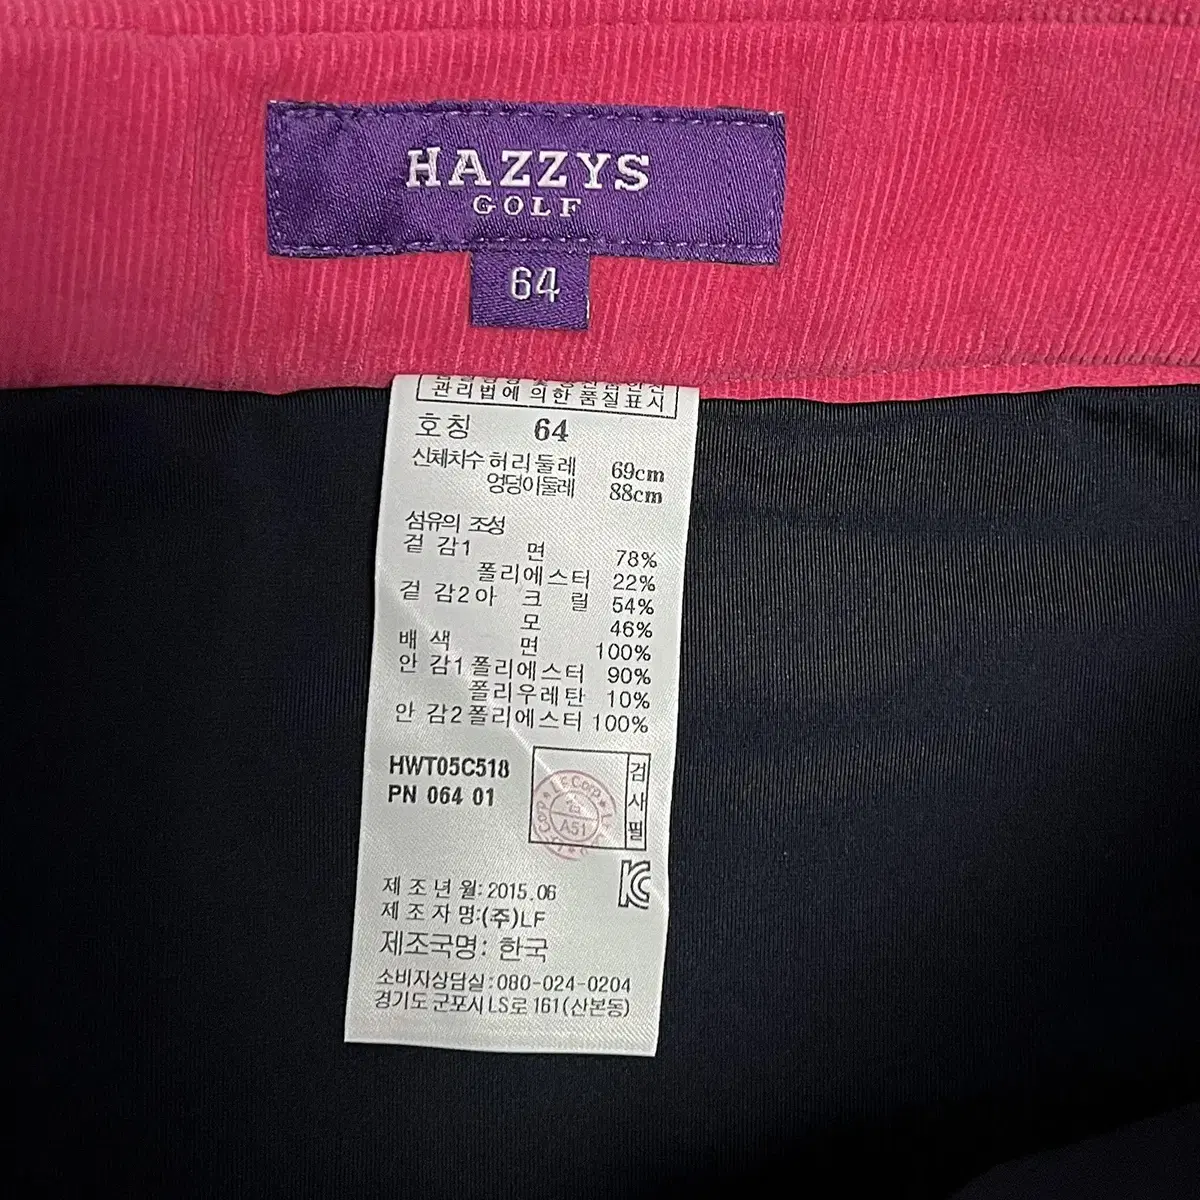 HAZZYS
GOLF
64
관리법에 의한 품질표시
호칭 64
신체치수 허리둘레 69cm
엉덩이둘레 88cm
섬유의 조성
겉 감1 면 78%
폴리에스터 22%
겉 감2 아 크 릴 54%
모 46%
배 색 면 100%
안 감1 폴리에스터 90%
폴리우레탄 10%
안 감2 폴리에스터 100%
HWT05C518
PN 064 01
검사필
LF Corp
A51
제 조 년 월: 2015.06
제 조 자 명:(주)LF
제조국명: 한국
소비자상담실:080-024-0204
경기도 군포시 LS로 161(산본동)